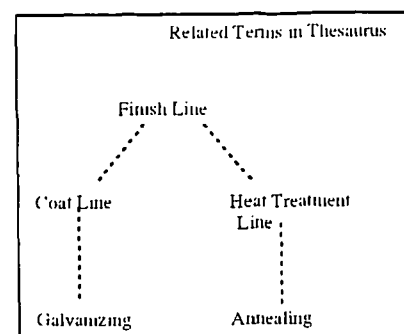 Related Terms in Thesaurus
Finish Line
Coat Line
Heat Treatment
Line
Galvanizing
Annealing